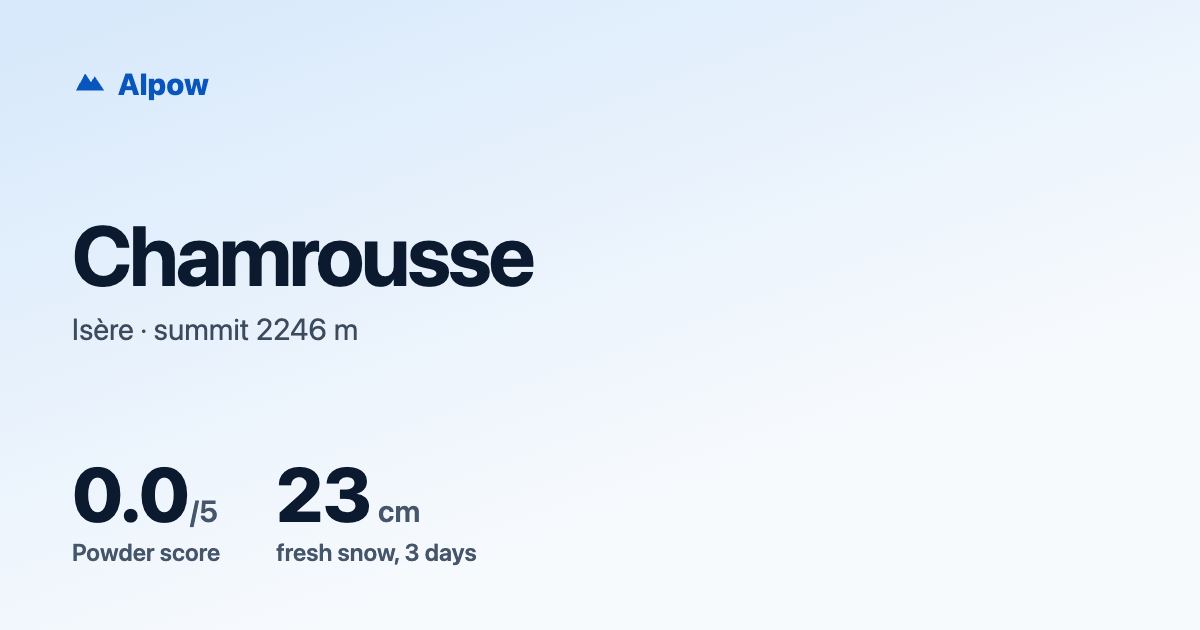 Alpow
Chamrousse
Isère · summit 2246 m
0.0/5 23 cm
Powder score fresh snow, 3 days